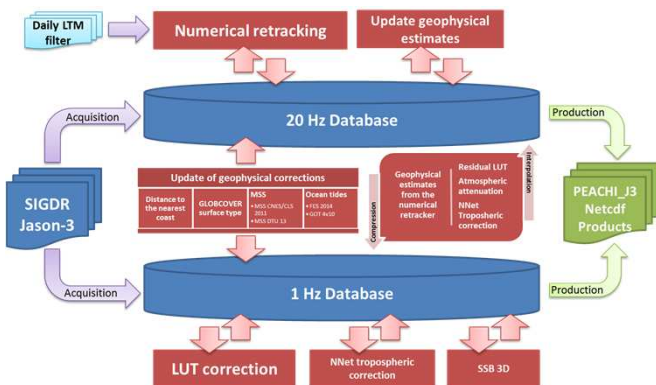 Daily LTM
filter
Numerical retracking
Update geophysical
estimates
Acquisition
20 Hz Database
Production
SIGDR
Jason-3
Update of geophysical corrections
Distance to
the nearest
coast
GLOBCOVER
surface type
MSS
• MSS CNES/CLS
2011
• MSS DTU 13
Ocean tides
• FES 2014
• GOT 4v10
Compression
Geophysical
estimates
from the
numerical
retracker
Residual LUT
Atmospheric
attenuation
NNet
Troposheric
correction
Interpolation
PEACHI_J3
Netcdf
Products
Acquisition
1 Hz Database
Production
LUT correction
NNet tropospheric
correction
SSB 3D